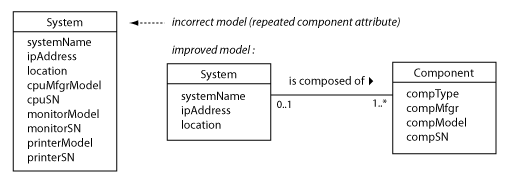 System
systemName
ipAddress
location
cpuMfgrModel
cpuSN
monitorModel
monitorSN
printerModel
printerSN
incorrect model (repeated component attribute)
improved model :
System
systemName
ipAddress
location
is composed of
0..1
1..*
Component
compType
compMfgr
compModel
compSN